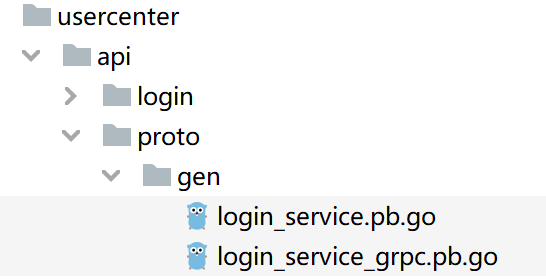 usercenter
api
login
proto
gen
login_service.pb.go
login_service_grpc.pb.go